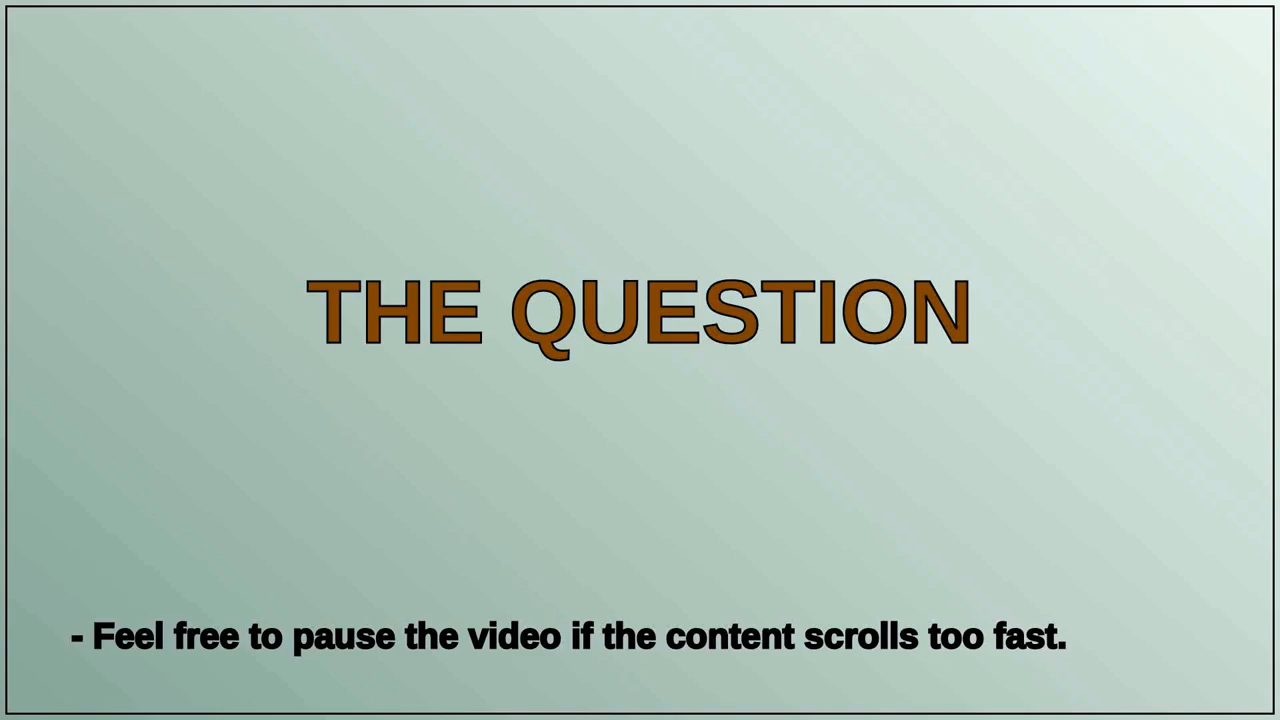 THE QUESTION
- Feel free to pause the video if the content scrolls too fast.